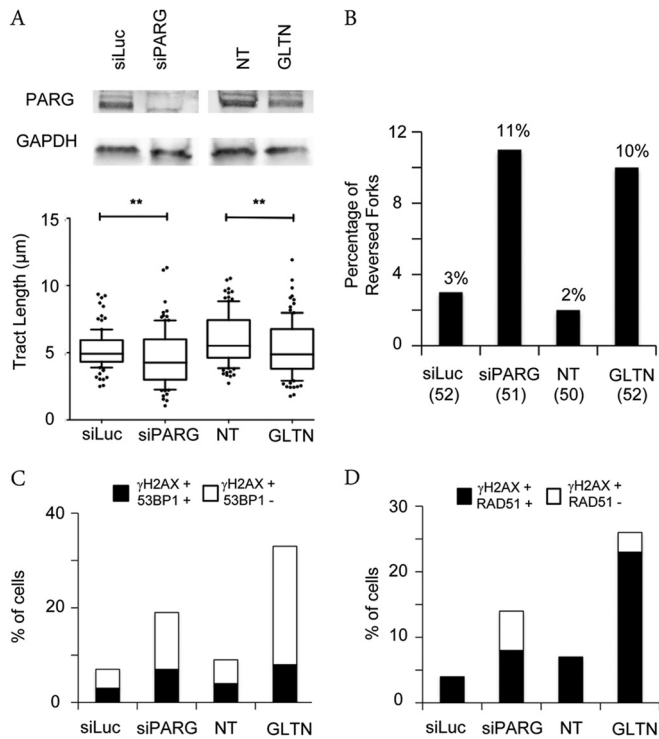 A
siLuc siPARG NT GLTN
PARG
GAPDH
** **
Tract Length (µm)
15
10
5
0
siLuc siPARG NT GLTN
B
Percentage of
Reversed Forks
12
9
6
3
0
3% 11% 2% 10%
siLuc siPARG NT GLTN
(52) (51) (50) (52)
C
γH2AX + γH2AX +
53BP1 + 53BP1 -
% of cells
40
20
0
siLuc siPARG NT GLTN
D
γH2AX + γH2AX +
RAD51 + RAD51 -
% of cells
30
20
10
0
siLuc siPARG NT GLTN